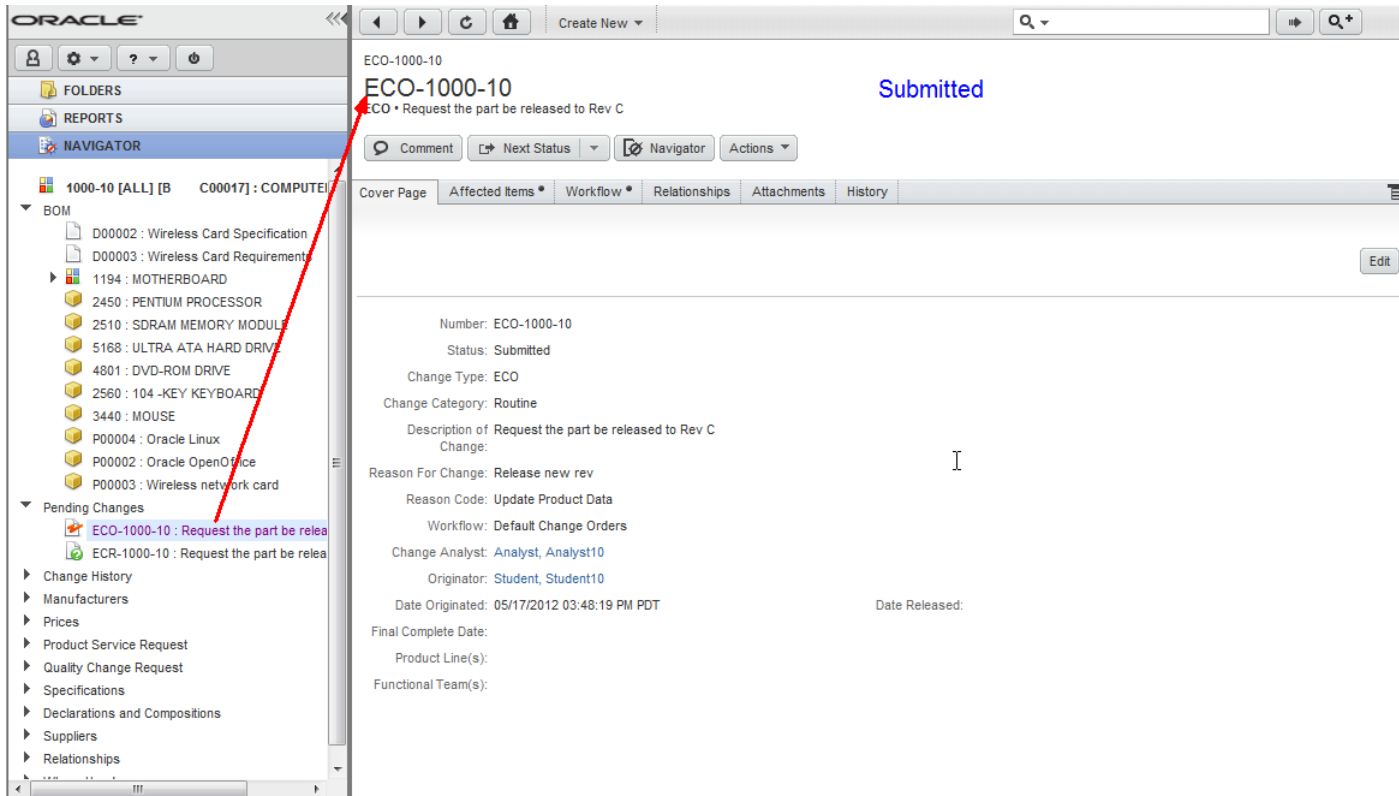 ORACLE
Create New
?
FOLDERS
REPORTS
NAVIGATOR
1000-10 [ALL] [B C00017] : COMPUTE
BOM
D00002 : Wireless Card Specification
D00003 : Wireless Card Requirements
1194 : MOTHERBOARD
2450 : PENTIUM PROCESSOR
2510 : SDRAM MEMORY MODULE
5168 : ULTRA ATA HARD DRIVE
4801 : DVD-ROM DRIVE
2560 : 104 -KEY KEYBOARD
3440 : MOUSE
P00004 : Oracle Linux
P00002 : Oracle OpenOffice
P00003 : Wireless network card
Pending Changes
ECO-1000-10 : Request the part be relea
ECR-1000-10 : Request the part be relea
Change History
Manufacturers
Prices
Product Service Request
Quality Change Request
Specifications
Declarations and Compositions
Suppliers
Relationships
ECO-1000-10
ECO-1000-10
Submitted
ECO • Request the part be released to Rev C
Comment Next Status Navigator Actions
Cover Page Affected Items • Workflow • Relationships Attachments History
Edit
Number: ECO-1000-10
Status: Submitted
Change Type: ECO
Change Category: Routine
Description of Change: Request the part be released to Rev C
Reason For Change: Release new rev
Reason Code: Update Product Data
Workflow: Default Change Orders
Change Analyst: Analyst, Analyst10
Originator: Student, Student10
Date Originated: 05/17/2012 03:48:19 PM PDT Date Released:
Final Complete Date:
Product Line(s):
Functional Team(s):